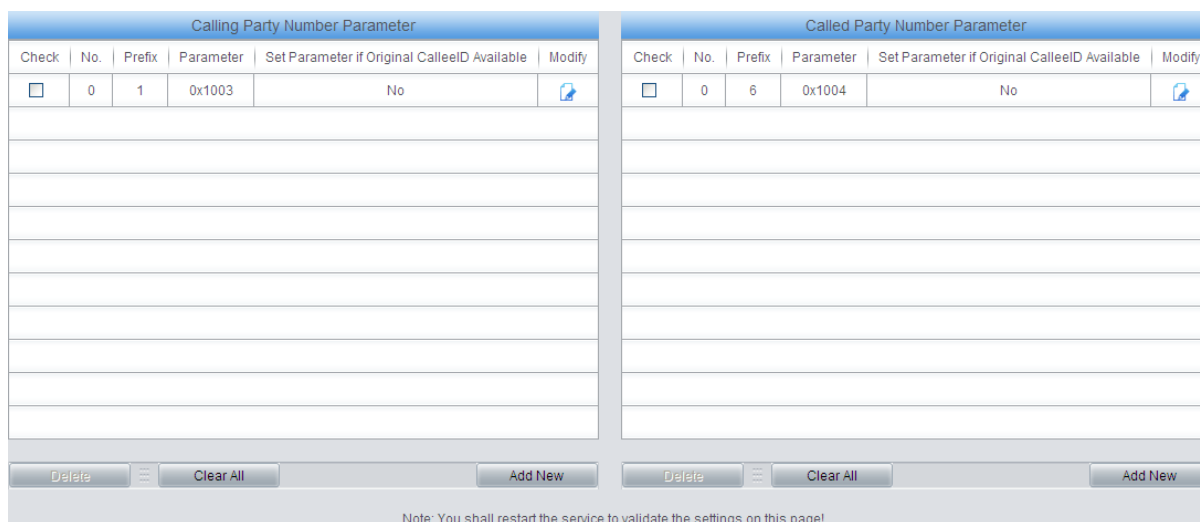 Calling Party Number Parameter
Check No. Prefix Parameter Set Parameter if Original CalleeID Available Modify
0 1 0x1003 No
Delete Clear All Add New
Called Party Number Parameter
Check No. Prefix Parameter Set Parameter if Original CalleeID Available Modify
0 6 0x1004 No
Delete Clear All Add New
Note: You shall restart the service to validate the settings on this page!